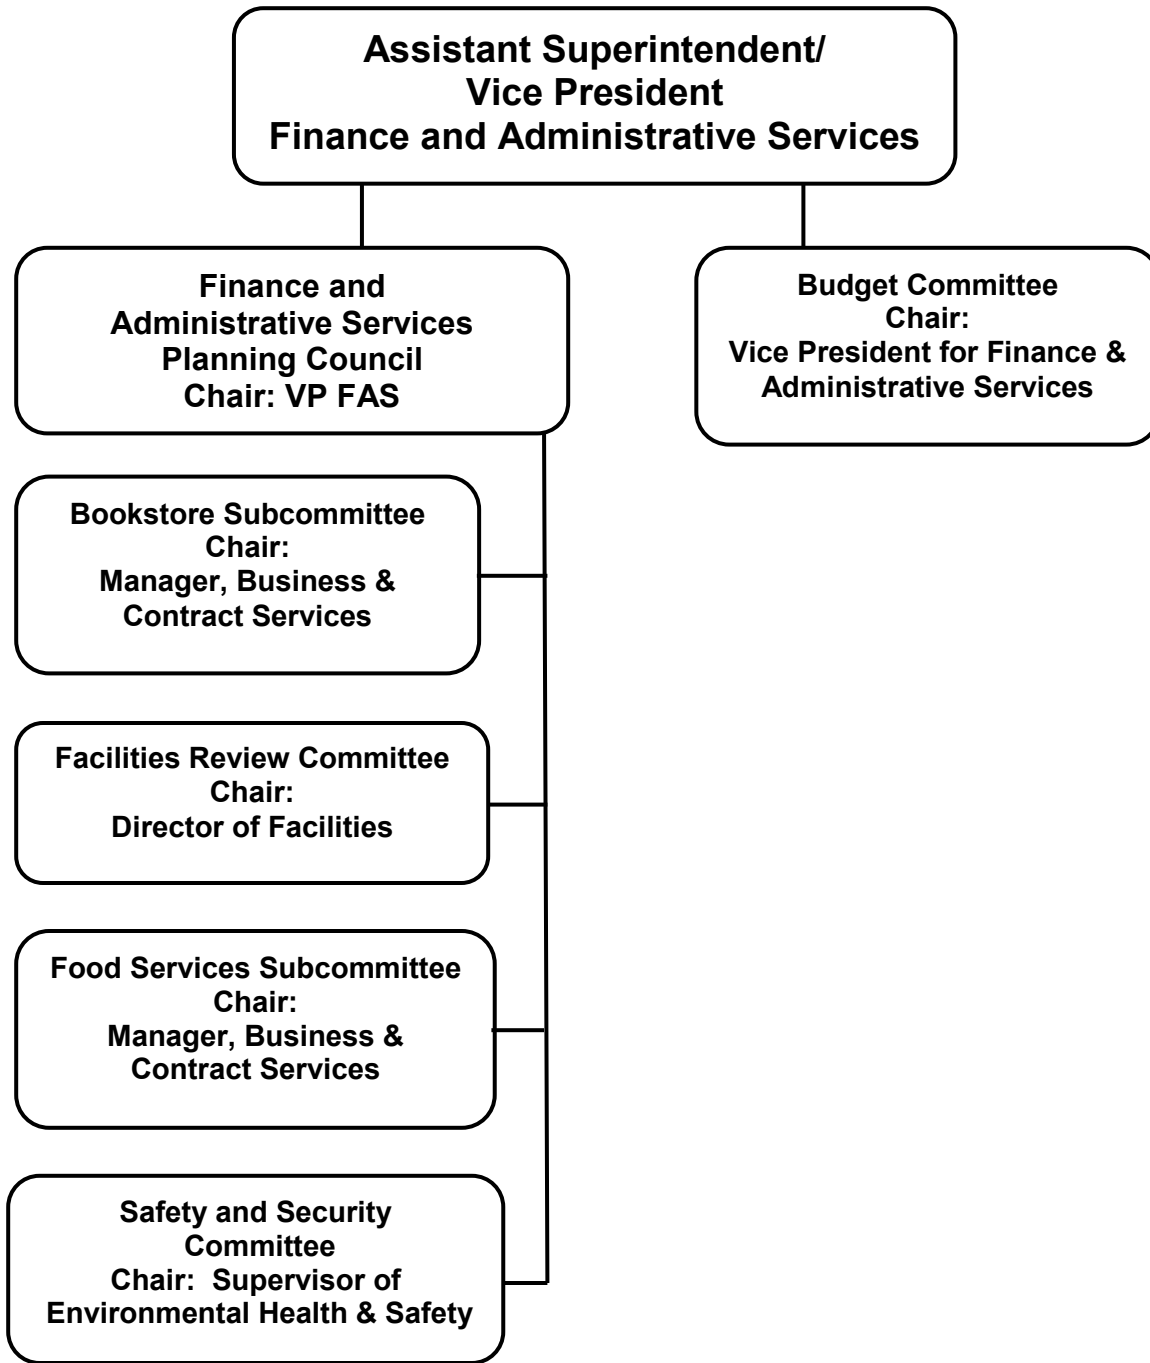 Assistant Superintendent/
Vice President
Finance and Administrative Services
Finance and
Administrative Services
Planning Council
Chair: VP FAS
Budget Committee
Chair:
Vice President for Finance &
Administrative Services
Bookstore Subcommittee
Chair:
Manager, Business &
Contract Services
Facilities Review Committee
Chair:
Director of Facilities
Food Services Subcommittee
Chair:
Manager, Business &
Contract Services
Safety and Security
Committee
Chair:  Supervisor of
Environmental Health & Safety